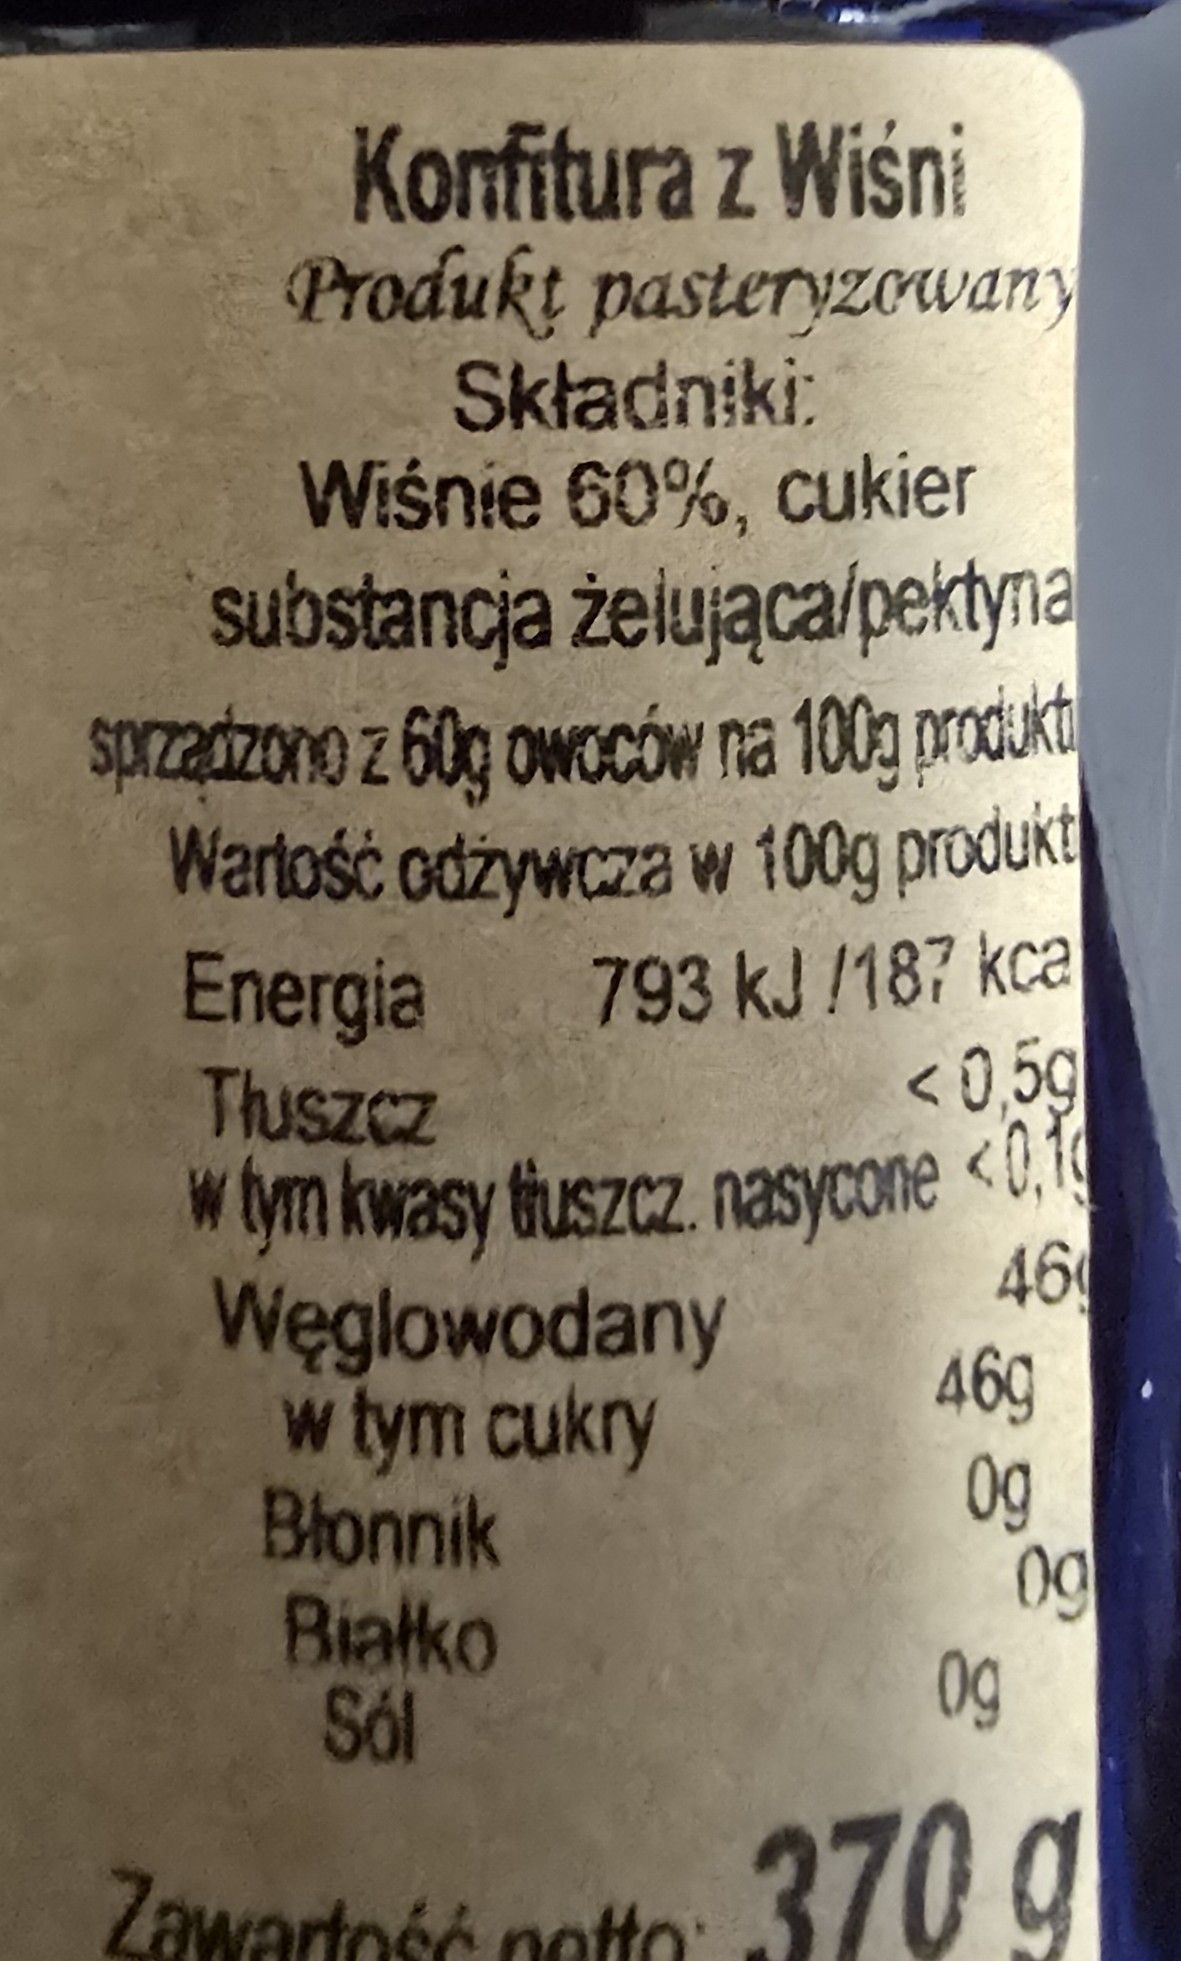 Konfitura z Wiśni
Produkt pasteryzowany
Składniki:
Wiśnie 60%, cukier
substancja żelująca/pektyna
sprządzono z 60g owoców na 100g produktu
Wartość odżywcza w 100g produkt
Energia 793 kJ /187 kca
Tłuszcz < 0,5g
w tym kwasy tłuszcz. nasycone < 0,1g
Węglowodany 46g
w tym cukry 46g
Błonnik 0g
Białko 0g
Sól 0g
Zawartość netto: 370 g